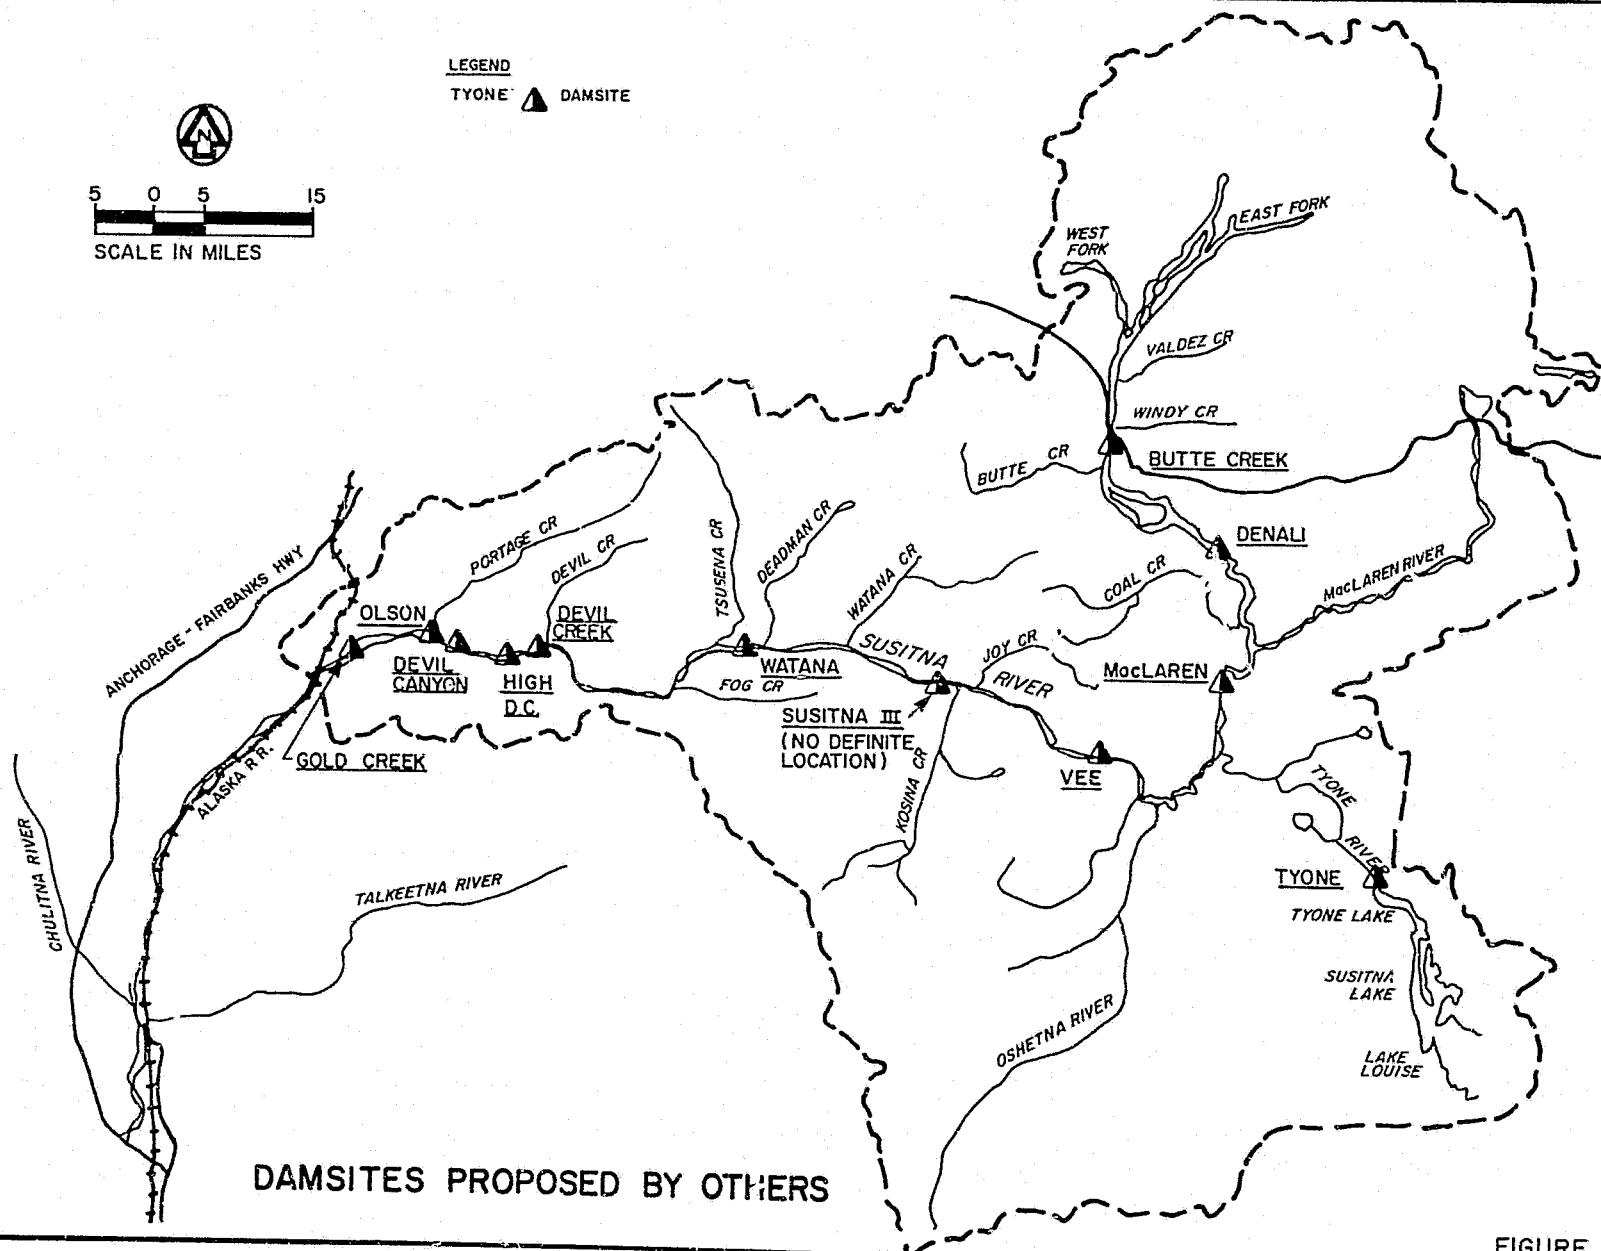 LEGEND
TYONE DAMSITE
N
5 0 5 15
SCALE IN MILES
WEST
FORK
EAST FORK
VALDEZ CR
WINDY CR
BUTTE CR
BUTTE CREEK
DENALI
MacLAREN RIVER
COAL CR
PORTAGE CR
DEVIL CR
TSUSENA CR
DEADMAN CR
WATANA CR
ANCHORAGE - FAIRBANKS HWY
OLSON
DEVIL
CREEK
DEVIL
CANYON
HIGH
D.C.
WATANA
FOG CR
SUSITNA
RIVER
JOY CR
MacLAREN
SUSITNA III
(NO DEFINITE
LOCATION)
VEE
GOLD CREEK
ALASKA R.R.
KOSINA CR
TYONE
RIVER
TYONE
TYONE LAKE
SUSITNA
LAKE
LAKE
LOUISE
CHULITNA RIVER
TALKEETNA RIVER
OSHETNA RIVER
DAMSITES PROPOSED BY OTHERS
FIGURE